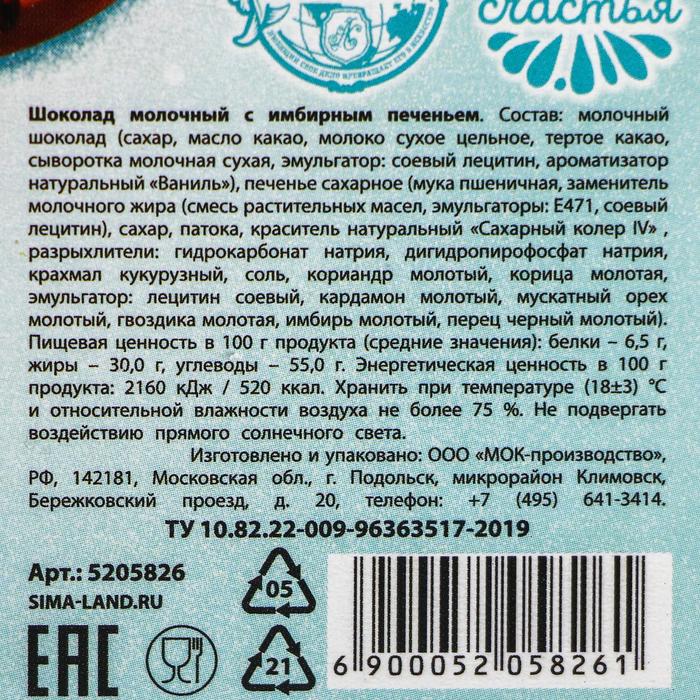 счастья
ПРЕВРАЩАЕТ ЕГО В ИСКУССТВО
Шоколад молочный с имбирным печеньем. Состав: молочный
шоколад (сахар, масло какао, молоко сухое цельное, тертое какао,
сыворотка молочная сухая, эмульгатор: соевый лецитин, ароматизатор
натуральный «Ваниль»), печенье сахарное (мука пшеничная, заменитель
молочного жира (смесь растительных масел, эмульгаторы: Е471, соевый
лецитин), сахар, патока, краситель натуральный «Сахарный колер IV» ,
разрыхлители: гидрокарбонат натрия, дигидропирофосфат натрия,
крахмал кукурузный, соль, кориандр молотый, корица молотая,
эмульгатор: лецитин соевый, кардамон молотый, мускатный орех
молотый, гвоздика молотая, имбирь молотый, перец черный молотый).
Пищевая ценность в 100 г продукта (средние значения): белки – 6,5 г,
жиры – 30,0 г, углеводы – 55,0 г. Энергетическая ценность в 100 г
продукта: 2160 кДж / 520 ккал. Хранить при температуре (18±3) °С
и относительной влажности воздуха не более 75 %. Не подвергать
воздействию прямого солнечного света.
Изготовлено и упаковано: ООО «МОК-производство»,
РФ, 142181, Московская обл., г. Подольск, микрорайон Климовск,
Бережковский проезд, д. 20, телефон: +7 (495) 641-3414.
ТУ 10.82.22-009-96363517-2019
Арт.: 5205826
SIMA-LAND.RU
EAC
05
21
6 900052 058261